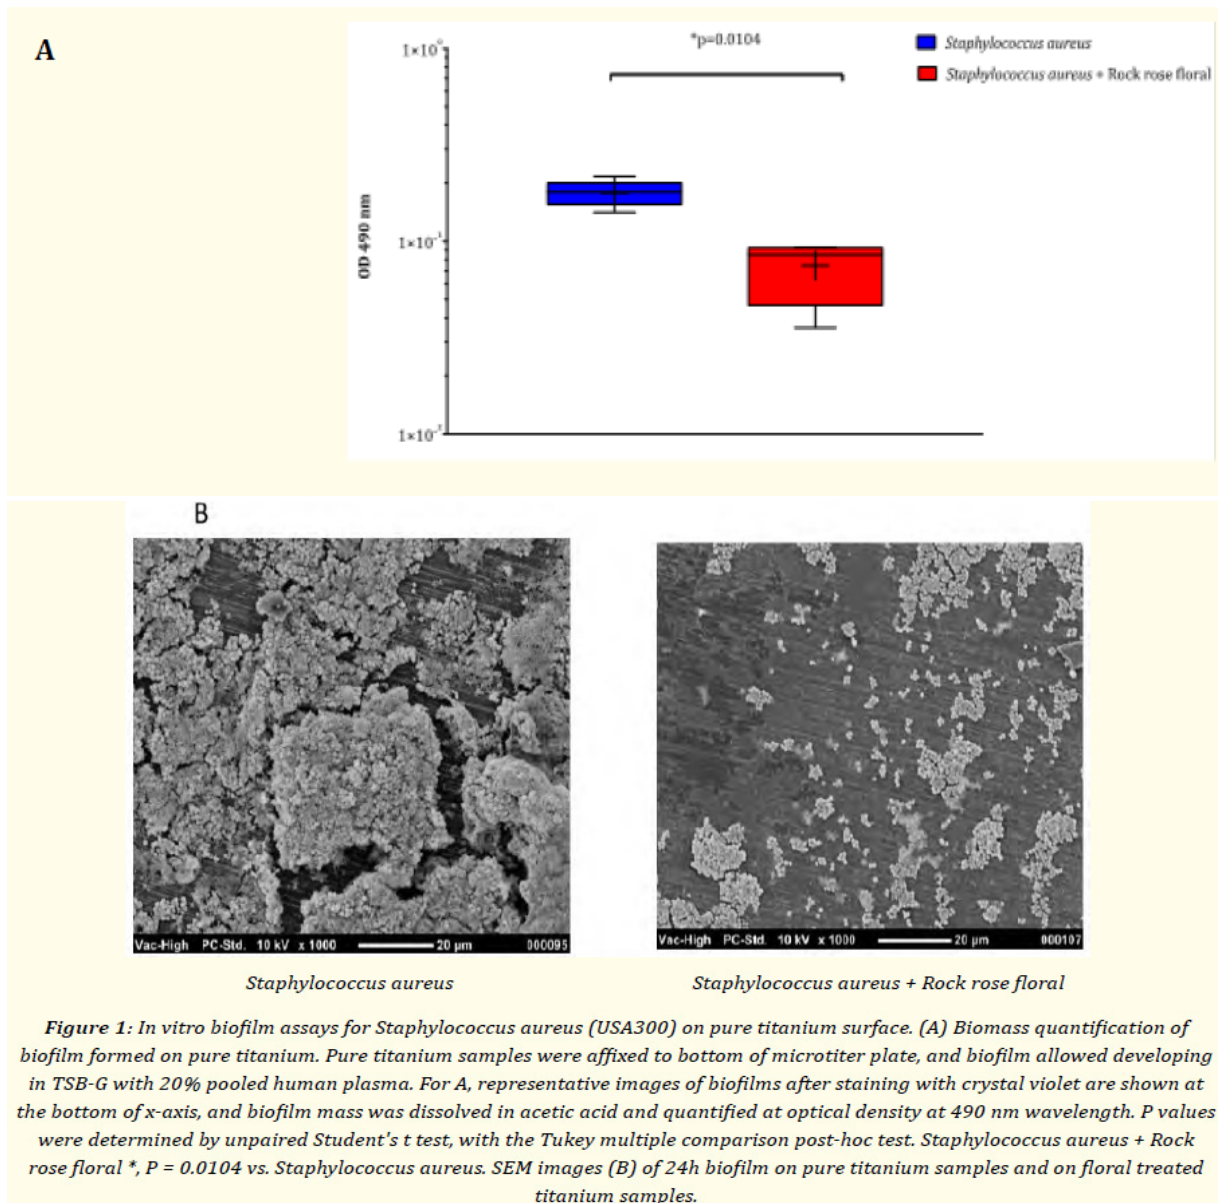 A
*p=0.0104
Staphylococcus aureus
Staphylococcus aureus + Rock rose floral
1×10⁰
OD 490 nm
1×10⁻¹
1×10⁻²
B
Vac-High PC-Std. 10 kV x 1000 20 µm 000095
Vac-High PC-Std. 10 kV x 1000 20 µm 000107
Staphylococcus aureus
Staphylococcus aureus + Rock rose floral
Figure 1: In vitro biofilm assays for Staphylococcus aureus (USA300) on pure titanium surface. (A) Biomass quantification of
biofilm formed on pure titanium. Pure titanium samples were affixed to bottom of microtiter plate, and biofilm allowed developing
in TSB-G with 20% pooled human plasma. For A, representative images of biofilms after staining with crystal violet are shown at
the bottom of x-axis, and biofilm mass was dissolved in acetic acid and quantified at optical density at 490 nm wavelength. P values
were determined by unpaired Student's t test, with the Tukey multiple comparison post-hoc test. Staphylococcus aureus + Rock
rose floral *, P = 0.0104 vs. Staphylococcus aureus. SEM images (B) of 24h biofilm on pure titanium samples and on floral treated
titanium samples.